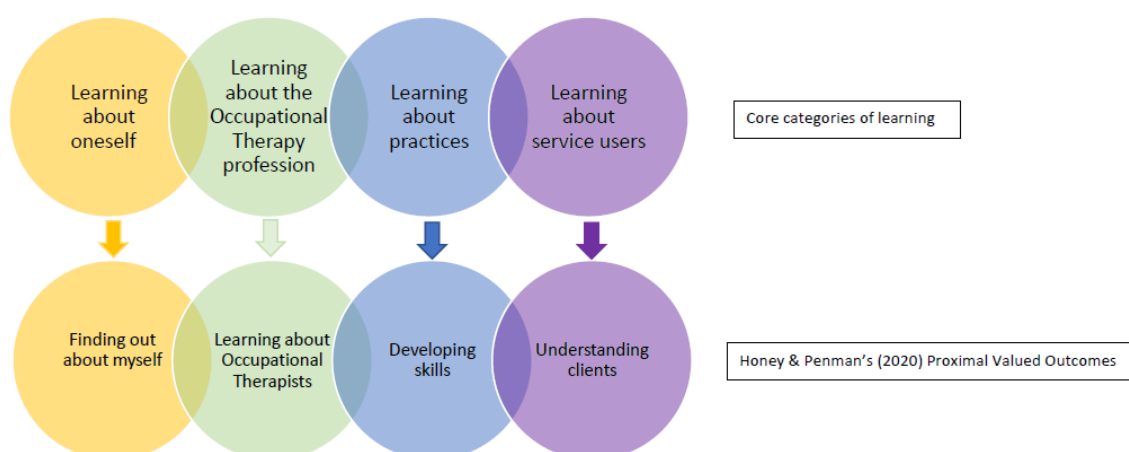 Learning
about
oneself
Learning
about the
Occupational
Therapy
profession
Learning
about
practices
Learning
about
service users
Core categories of learning
Finding out
about myself
Learning about
Occupational
Therapists
Developing
skills
Understanding
clients
Honey & Penman's (2020) Proximal Valued Outcomes